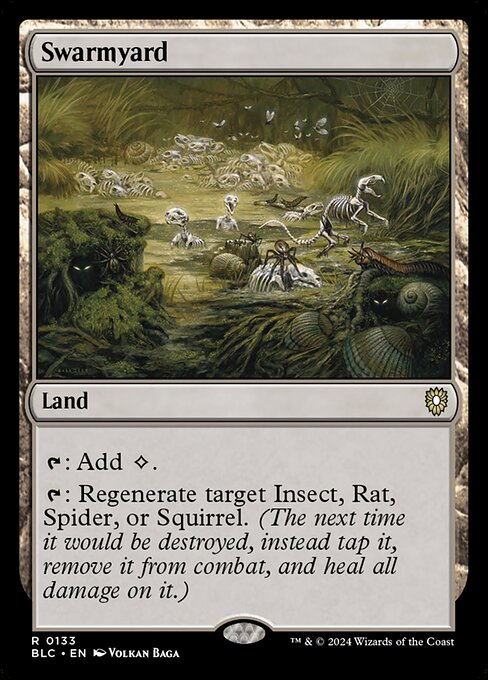 Swarmyard
Land
: Add .
: Regenerate target Insect, Rat,
Spider, or Squirrel. (The next time
it would be destroyed, instead tap it,
remove it from combat, and heal all
damage on it.)
R 0133
BLC • EN Volkan Baga
™ & © 2024 Wizards of the Coast